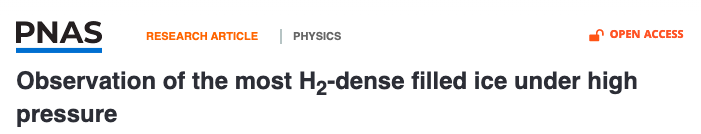 PNAS RESEARCH ARTICLE | PHYSICS OPEN ACCESS
Observation of the most H₂-dense filled ice under high
pressure